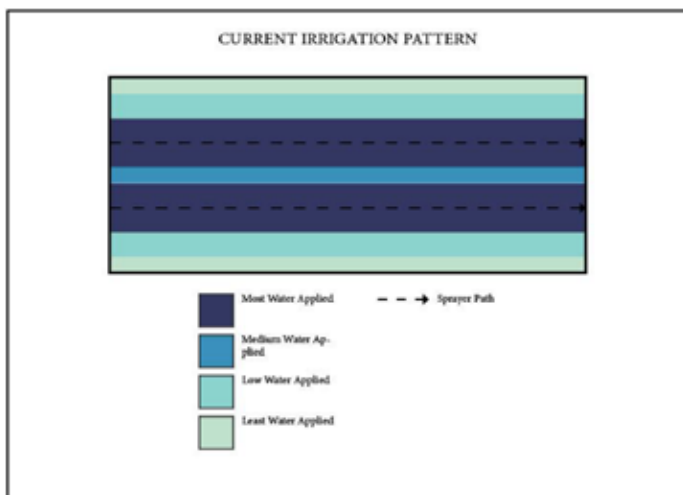 CURRENT IRRIGATION PATTERN
Most Water Applied
Sprayer Path
Medium Water Ap-
plied
Low Water Applied
Least Water Applied